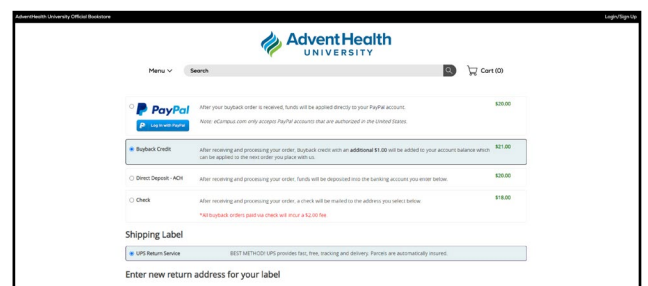 AdventHealth University Official Bookstore
Login/Sign Up
AdventHealth
UNIVERSITY
Menu
Search
Cart (0)
PayPal
After your buyback order is received, funds will be applied directly to your PayPal account.
$20.00
Log in with PayPal
Note: eCampus.com only accepts PayPal accounts that are authorized in the United States
Buyback Credit
After receiving and processing your order, buyback credit with an additional $1.00 will be added to your account balance which
$21.00
can be applied to the next order you place with us.
Direct Deposit - ACH
After receiving and processing your order, funds will be deposited into the banking account you enter below.
$20.00
Check
After receiving and processing your order, a check will be mailed to the address you select below.
$18.00
*All buyback orders paid via check will incur a $2.00 fee
Shipping Label
UPS Return Service
BEST METHOD! UPS provides fast, free, tracking and delivery. Parcels are automatically insured.
Enter new return address for your label